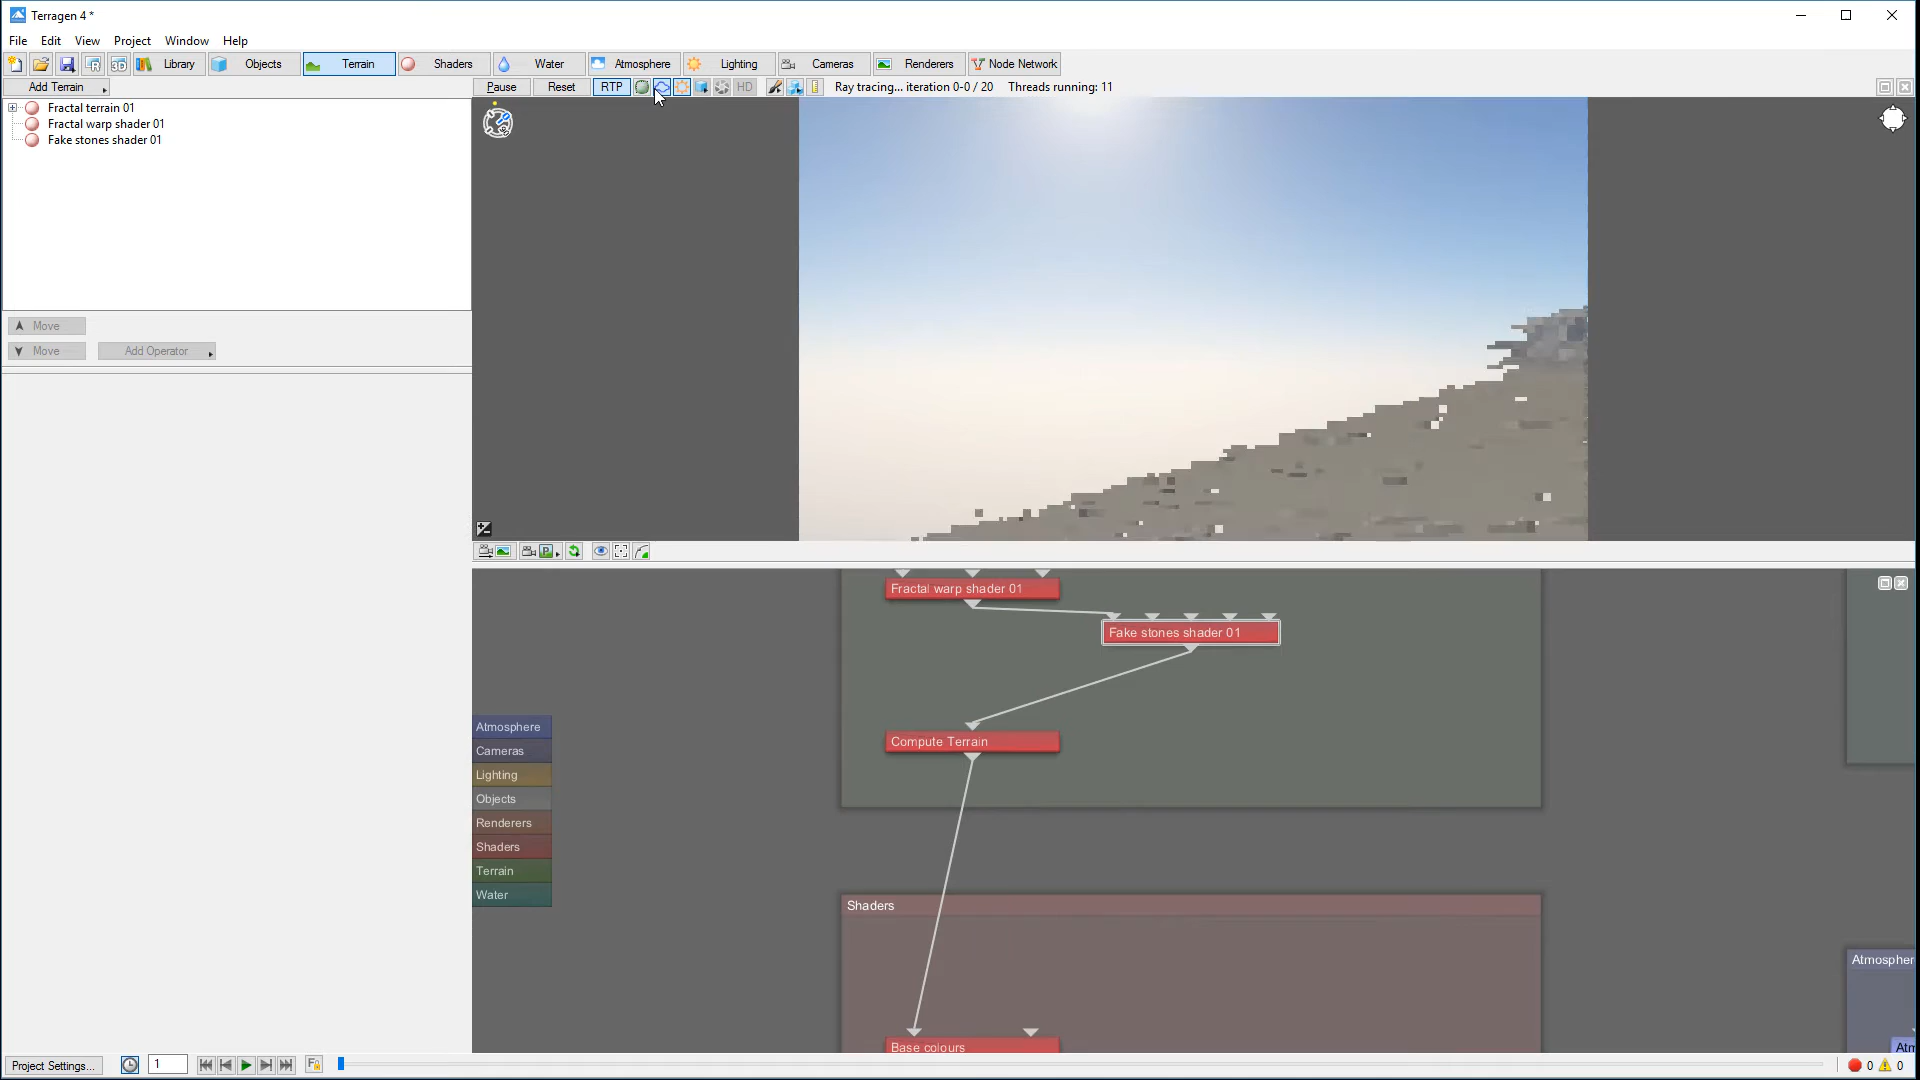 Terragen 4 *
File Edit View Project Window Help
Library Objects Terrain Shaders Water Atmosphere Lighting Cameras Renderers Node Network
Add Terrain Pause Reset RTP HD Ray tracing... iteration 0-0 / 20 Threads running: 11
Fractal terrain 01
Fractal warp shader 01
Fake stones shader 01
Move
Move Add Operator
Fractal warp shader 01
Fake stones shader 01
Compute Terrain
Atmosphere
Cameras
Lighting
Objects
Renderers
Shaders
Terrain
Water
Shaders
Atmospher
Base colours
Atm
Project Settings... 1 0 0